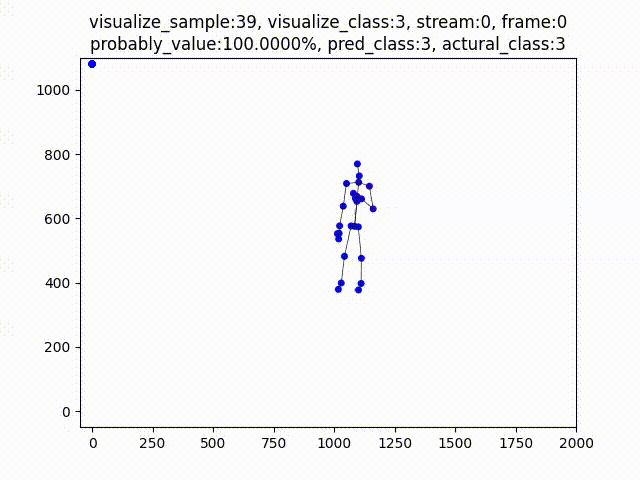 visualize_sample:39, visualize_class:3, stream:0, frame:0
probably_value:100.0000%, pred_class:3, actural_class:3
1000
800
600
400
200
0
0 250 500 750 1000 1250 1500 1750 2000